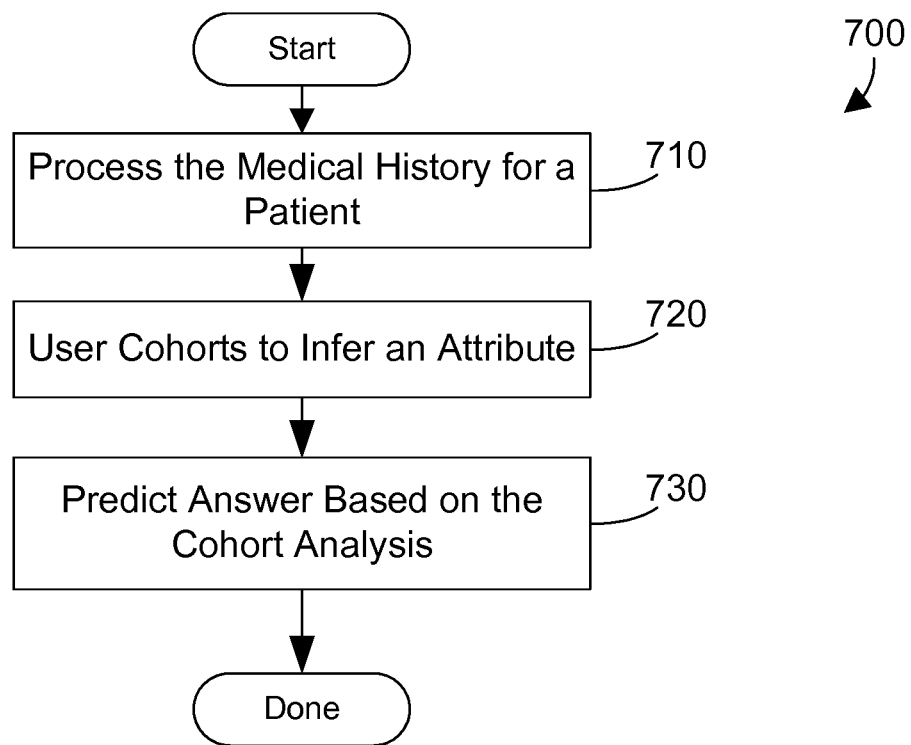 Start
700
Process the Medical History for a
Patient
710
User Cohorts to Infer an Attribute
720
Predict Answer Based on the
Cohort Analysis
730
Done